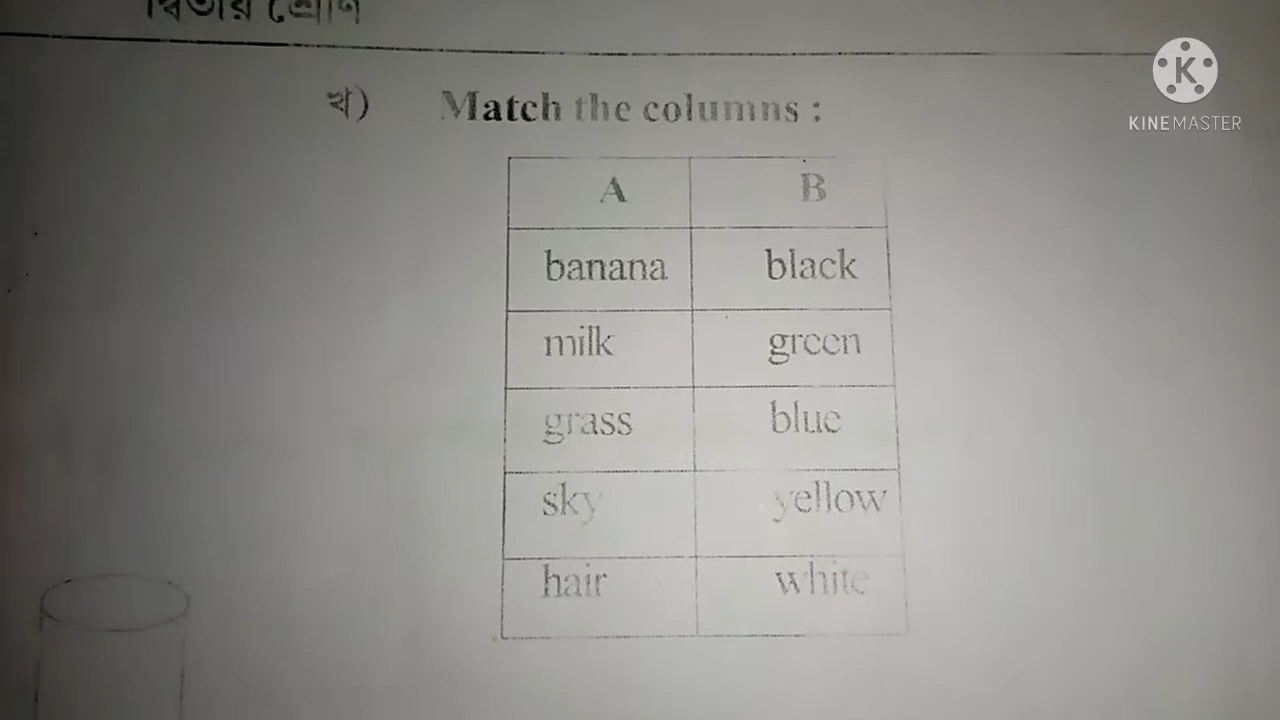 দ্বিতীয় শ্রেণি
K
KINEMASTER
খ) Match the columns :
A B
banana black
milk green
grass blue
sky yellow
hair white